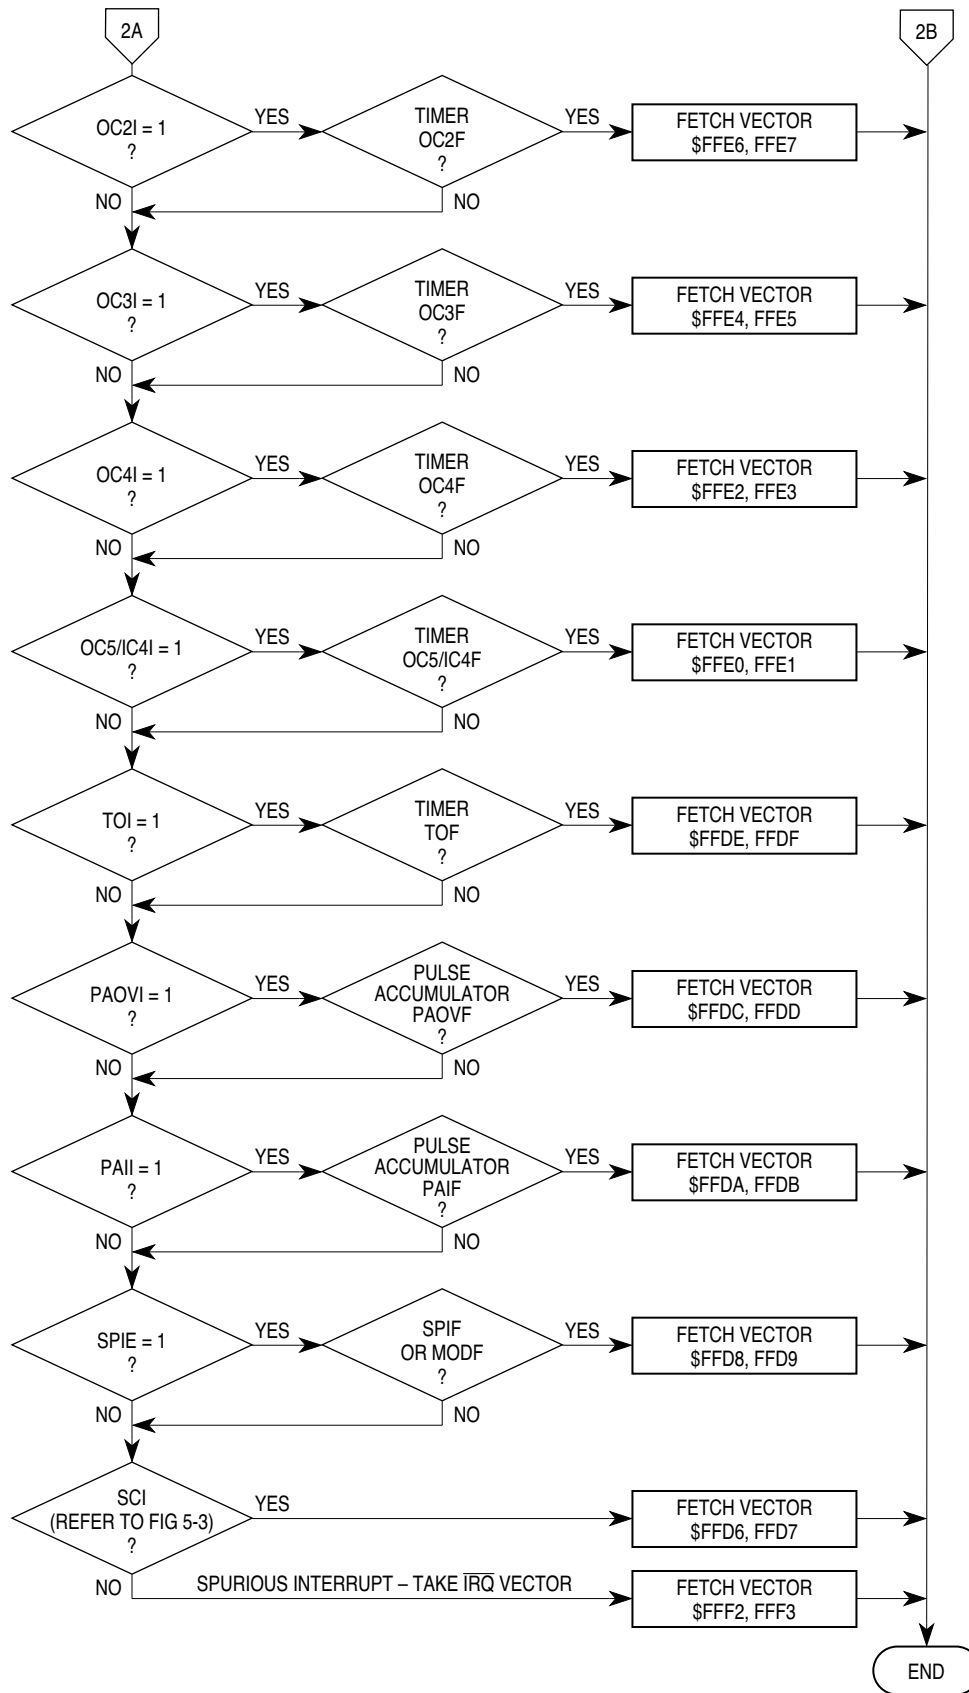 2A
2B
OC2I = 1
?
YES
TIMER
OC2F
?
YES
FETCH VECTOR
$FFE6, FFE7
NO
NO
OC3I = 1
?
YES
TIMER
OC3F
?
YES
FETCH VECTOR
$FFE4, FFE5
NO
NO
OC4I = 1
?
YES
TIMER
OC4F
?
YES
FETCH VECTOR
$FFE2, FFE3
NO
NO
OC5/IC4I = 1
?
YES
TIMER
OC5/IC4F
?
YES
FETCH VECTOR
$FFE0, FFE1
NO
NO
TOI = 1
?
YES
TIMER
TOF
?
YES
FETCH VECTOR
$FFDE, FFDF
NO
NO
PAOVI = 1
?
YES
PULSE
ACCUMULATOR
PAOVF
?
YES
FETCH VECTOR
$FFDC, FFDD
NO
NO
PAII = 1
?
YES
PULSE
ACCUMULATOR
PAIF
?
YES
FETCH VECTOR
$FFDA, FFDB
NO
NO
SPIE = 1
?
YES
SPIF
OR MODF
?
YES
FETCH VECTOR
$FFD8, FFD9
NO
NO
SCI
(REFER TO FIG 5-3)
?
YES
FETCH VECTOR
$FFD6, FFD7
NO
SPURIOUS INTERRUPT – TAKE I̅R̅Q̅ VECTOR
FETCH VECTOR
$FFF2, FFF3
END